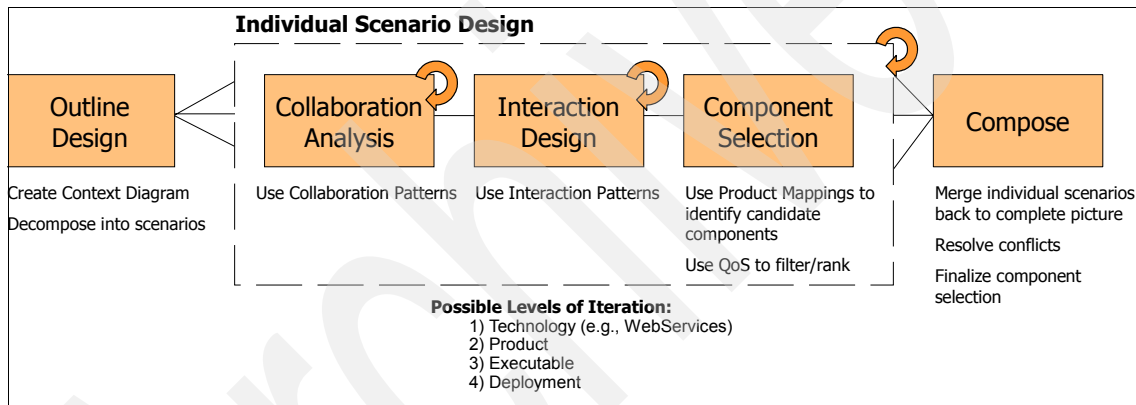 Individual Scenario Design
Outline
Design
Collaboration
Analysis
Interaction
Design
Component
Selection
Compose
Create Context Diagram
Decompose into scenarios
Use Collaboration Patterns
Use Interaction Patterns
Use Product Mappings to
identify candidate
components
Use QoS to filter/rank
Merge individual scenarios
back to complete picture
Resolve conflicts
Finalize component
selection
Possible Levels of Iteration:
1) Technology (e.g., WebServices)
2) Product
3) Executable
4) Deployment